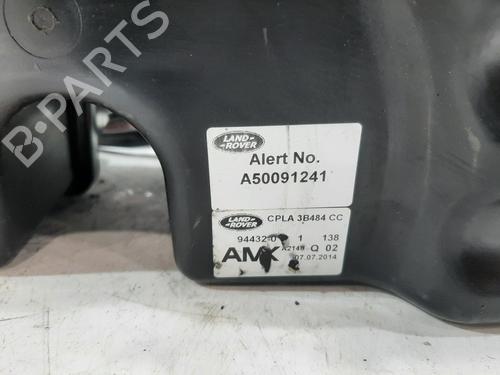 B-PARTS
LAND
ROVER
Alert No.
A50091241
LAND
ROVER
CPLA 3B484 CC
1 138
AMK Q 02
07.07.2014